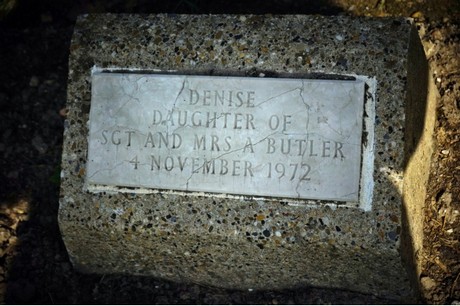 DENISE
DAUGHTER OF
SGT AND MRS A BUTLER
4 NOVEMBER 1972